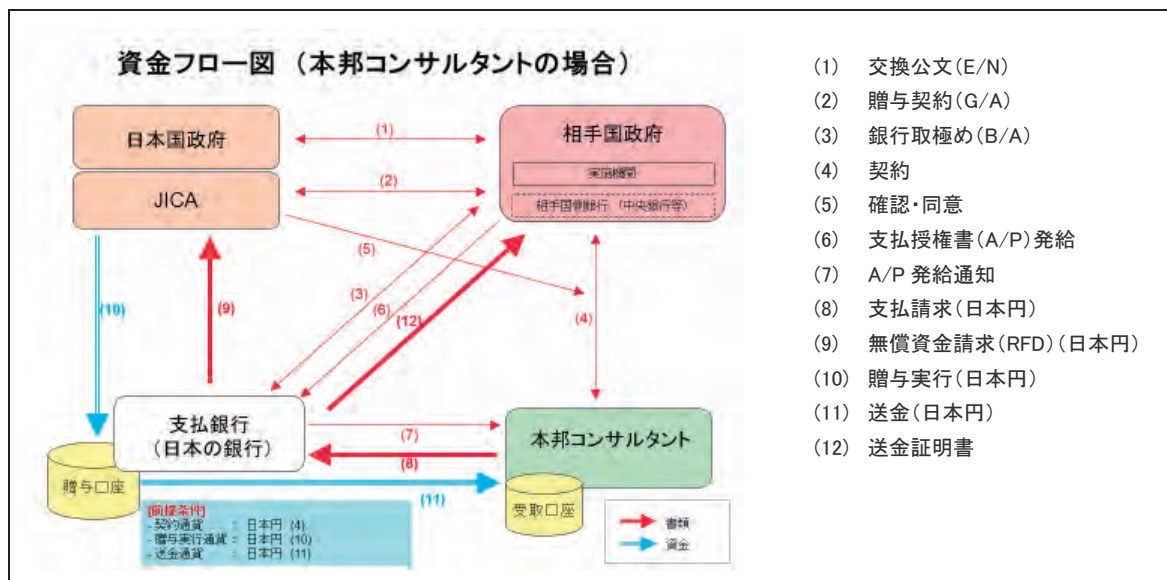 資金フロー図 （本邦コンサルタントの場合）
日本国政府
JICA
相手国政府
実施機関
相手国側銀行 （中央銀行等）
(1)
(2)
(5)
(3)
(6)
(12)
(4)
(10)
(9)
支払銀行
（日本の銀行）
(7)
(8)
本邦コンサルタント
贈与口座
(11)
受取口座
[前提条件]
- 契約通貨 ： 日本円 (4)
- 贈与実行通貨： 日本円 (10)
- 送金通貨 ： 日本円 (11)
書類
資金
(1) 交換公文(E/N)
(2) 贈与契約(G/A)
(3) 銀行取極め(B/A)
(4) 契約
(5) 確認・同意
(6) 支払授権書(A/P)発給
(7) A/P 発給通知
(8) 支払請求(日本円)
(9) 無償資金請求(RFD)(日本円)
(10) 贈与実行(日本円)
(11) 送金(日本円)
(12) 送金証明書